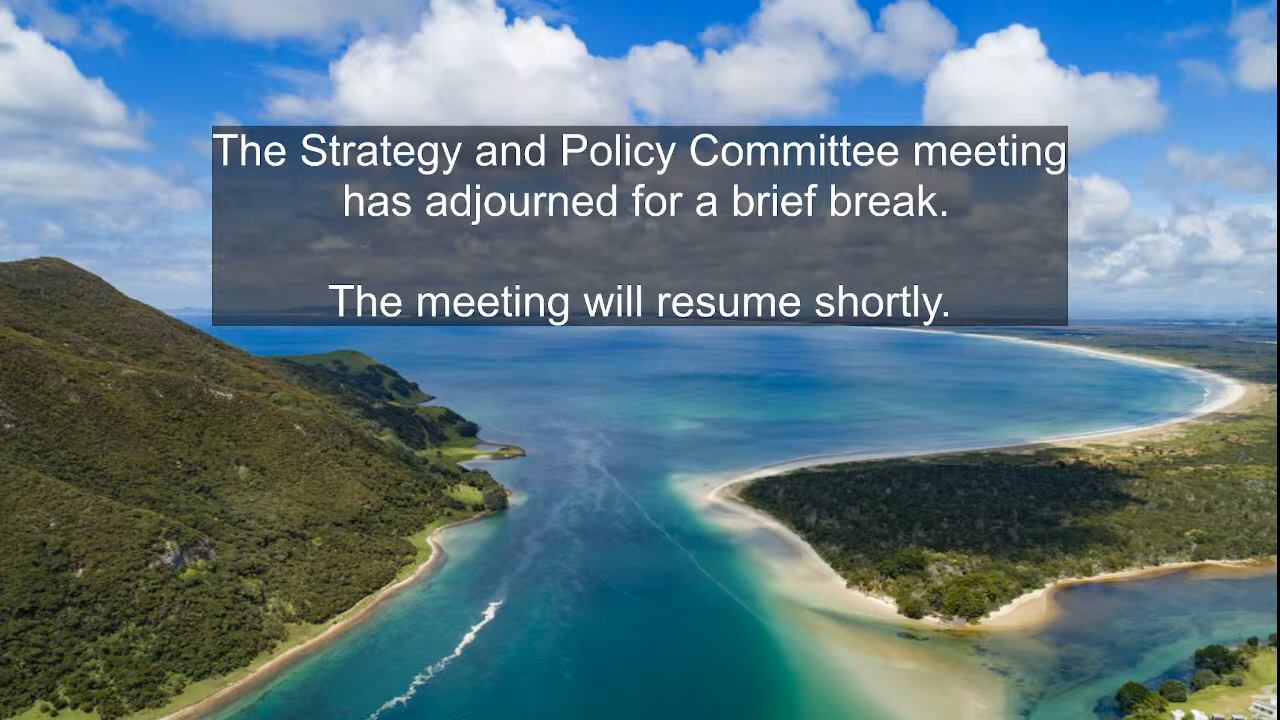 The Strategy and Policy Committee meeting
has adjourned for a brief break.
The meeting will resume shortly.